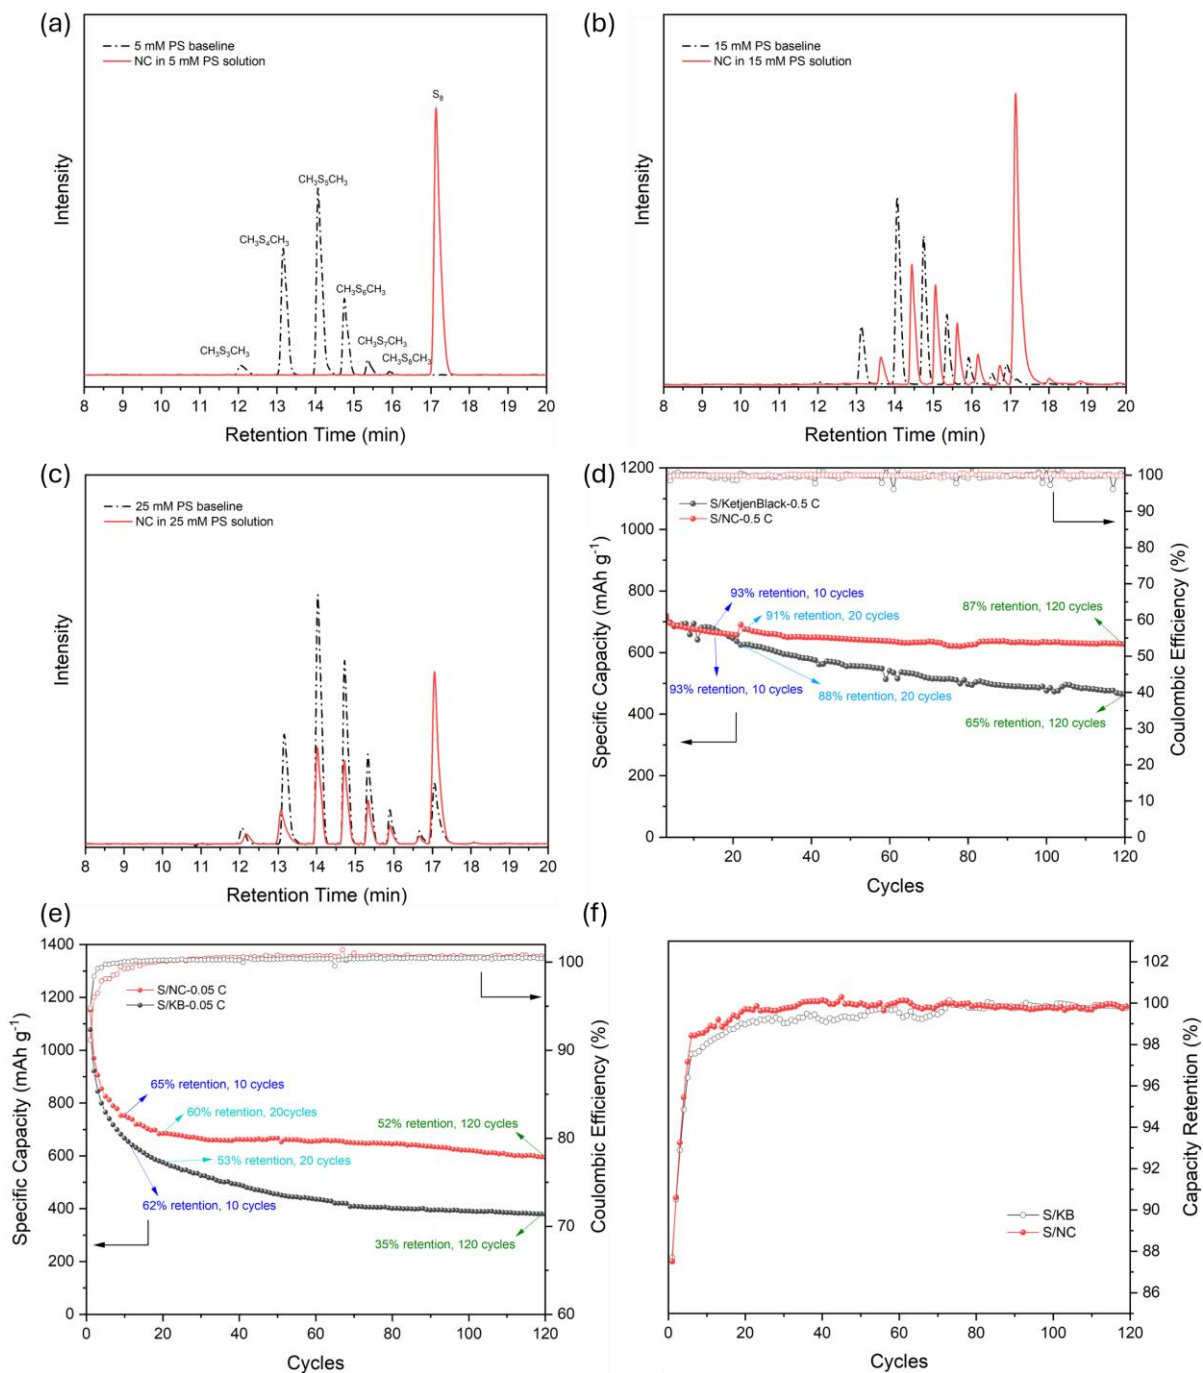 (a)
5 mM PS baseline
NC in 5 mM PS solution
S8
CH3S5CH3
CH3S4CH3
CH3S6CH3
CH3S3CH3
CH3S7CH3
CH3S8CH3
Intensity
8 9 10 11 12 13 14 15 16 17 18 19 20
Retention Time (min)
(b)
15 mM PS baseline
NC in 15 mM PS solution
Intensity
8 9 10 11 12 13 14 15 16 17 18 19 20
Retention Time (min)
(c)
25 mM PS baseline
NC in 25 mM PS solution
Intensity
8 9 10 11 12 13 14 15 16 17 18 19 20
Retention Time (min)
(d)
S/KetjenBlack-0.5 C
S/NC-0.5 C
93% retention, 10 cycles
91% retention, 20 cycles
87% retention, 120 cycles
93% retention, 10 cycles
88% retention, 20 cycles
65% retention, 120 cycles
Specific Capacity (mAh g-1)
1200
1000
800
600
400
200
0
Coulombic Efficiency (%)
100
90
80
70
60
50
40
30
20
10
0
20 40 60 80 100 120
Cycles
(e)
S/NC-0.05 C
S/KB-0.05 C
65% retention, 10 cycles
60% retention, 20cycles
52% retention, 120 cycles
53% retention, 20 cycles
62% retention, 10 cycles
35% retention, 120 cycles
Specific Capacity (mAh g-1)
1400
1200
1000
800
600
400
200
0
Coulombic Efficiency (%)
100
90
80
70
60
0 20 40 60 80 100 120
Cycles
(f)
S/KB
S/NC
Capacity Retention (%)
102
100
98
96
94
92
90
88
86
0 20 40 60 80 100 120
Cycles